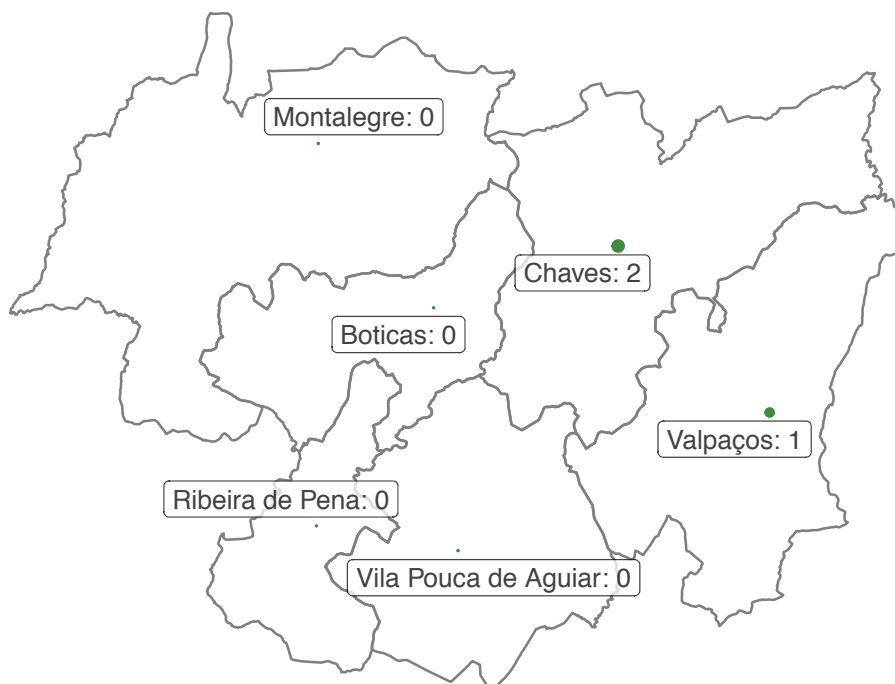 Montalegre: 0
Chaves: 2
Boticas: 0
Valpaços: 1
Ribeira de Pena: 0
Vila Pouca de Aguiar: 0